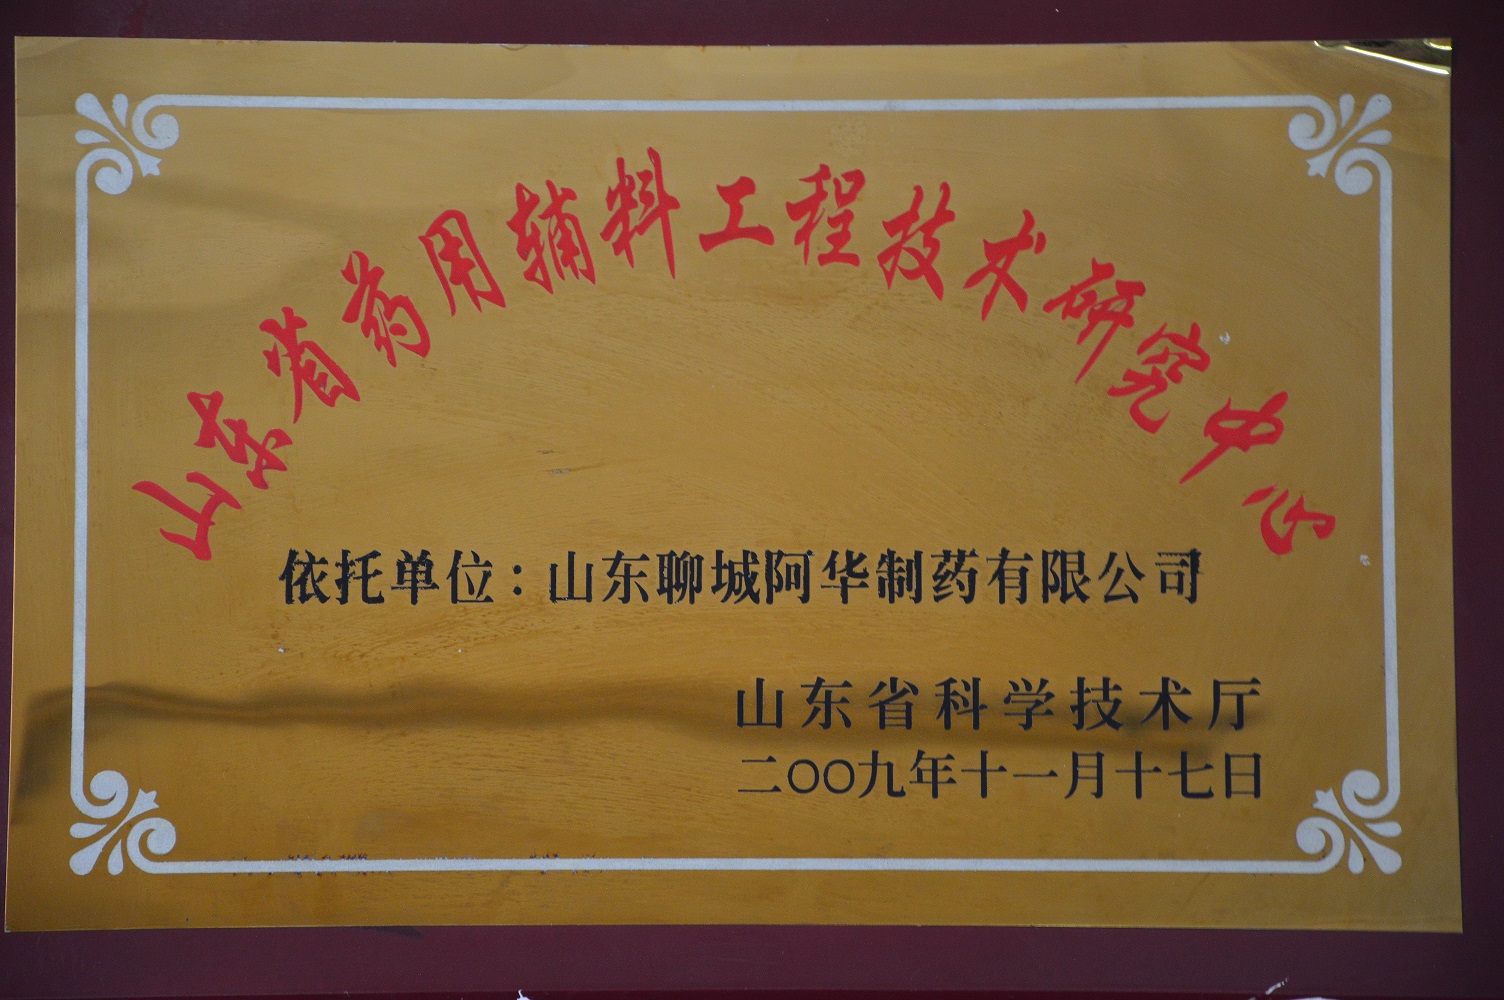 山东省药用辅料工程技术研究中心
依托单位：山东聊城阿华制药有限公司
山东省科学技术厅
二〇〇九年十一月十七日